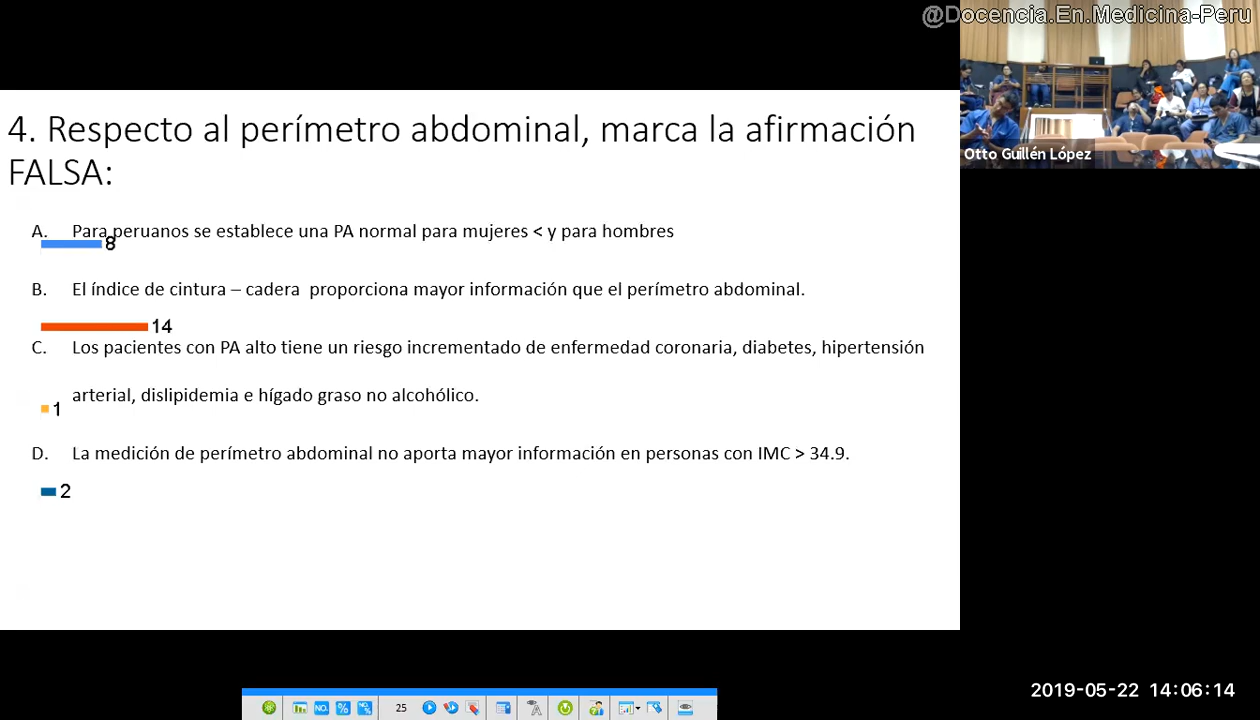 @Docencia.En.Medicina-Peru
Otto Guillén López
4. Respecto al perímetro abdominal, marca la afirmación
FALSA:
A. Para peruanos se establece una PA normal para mujeres < y para hombres
8
B. El índice de cintura – cadera proporciona mayor información que el perímetro abdominal.
14
C. Los pacientes con PA alto tiene un riesgo incrementado de enfermedad coronaria, diabetes, hipertensión
arterial, dislipidemia e hígado graso no alcohólico.
1
D. La medición de perímetro abdominal no aporta mayor información en personas con IMC > 34.9.
2
NO. % NO. % 25
2019-05-22 14:06:14